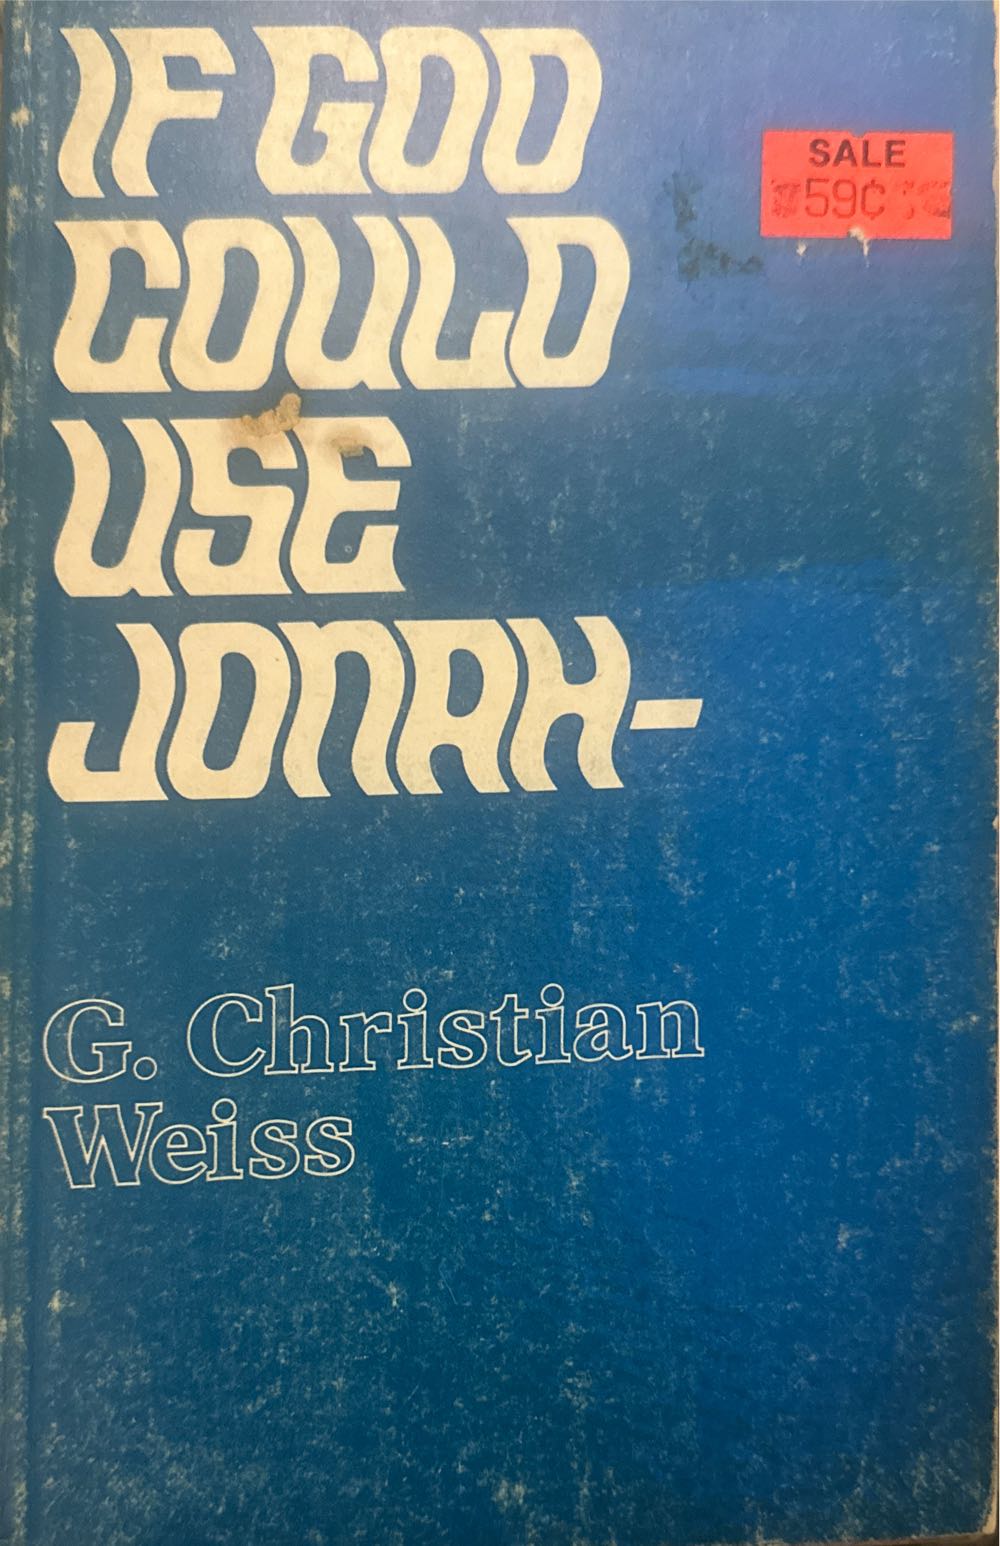 IF GOD
COULD
USE
JONAH-
SALE
59¢
G. Christian
Weiss